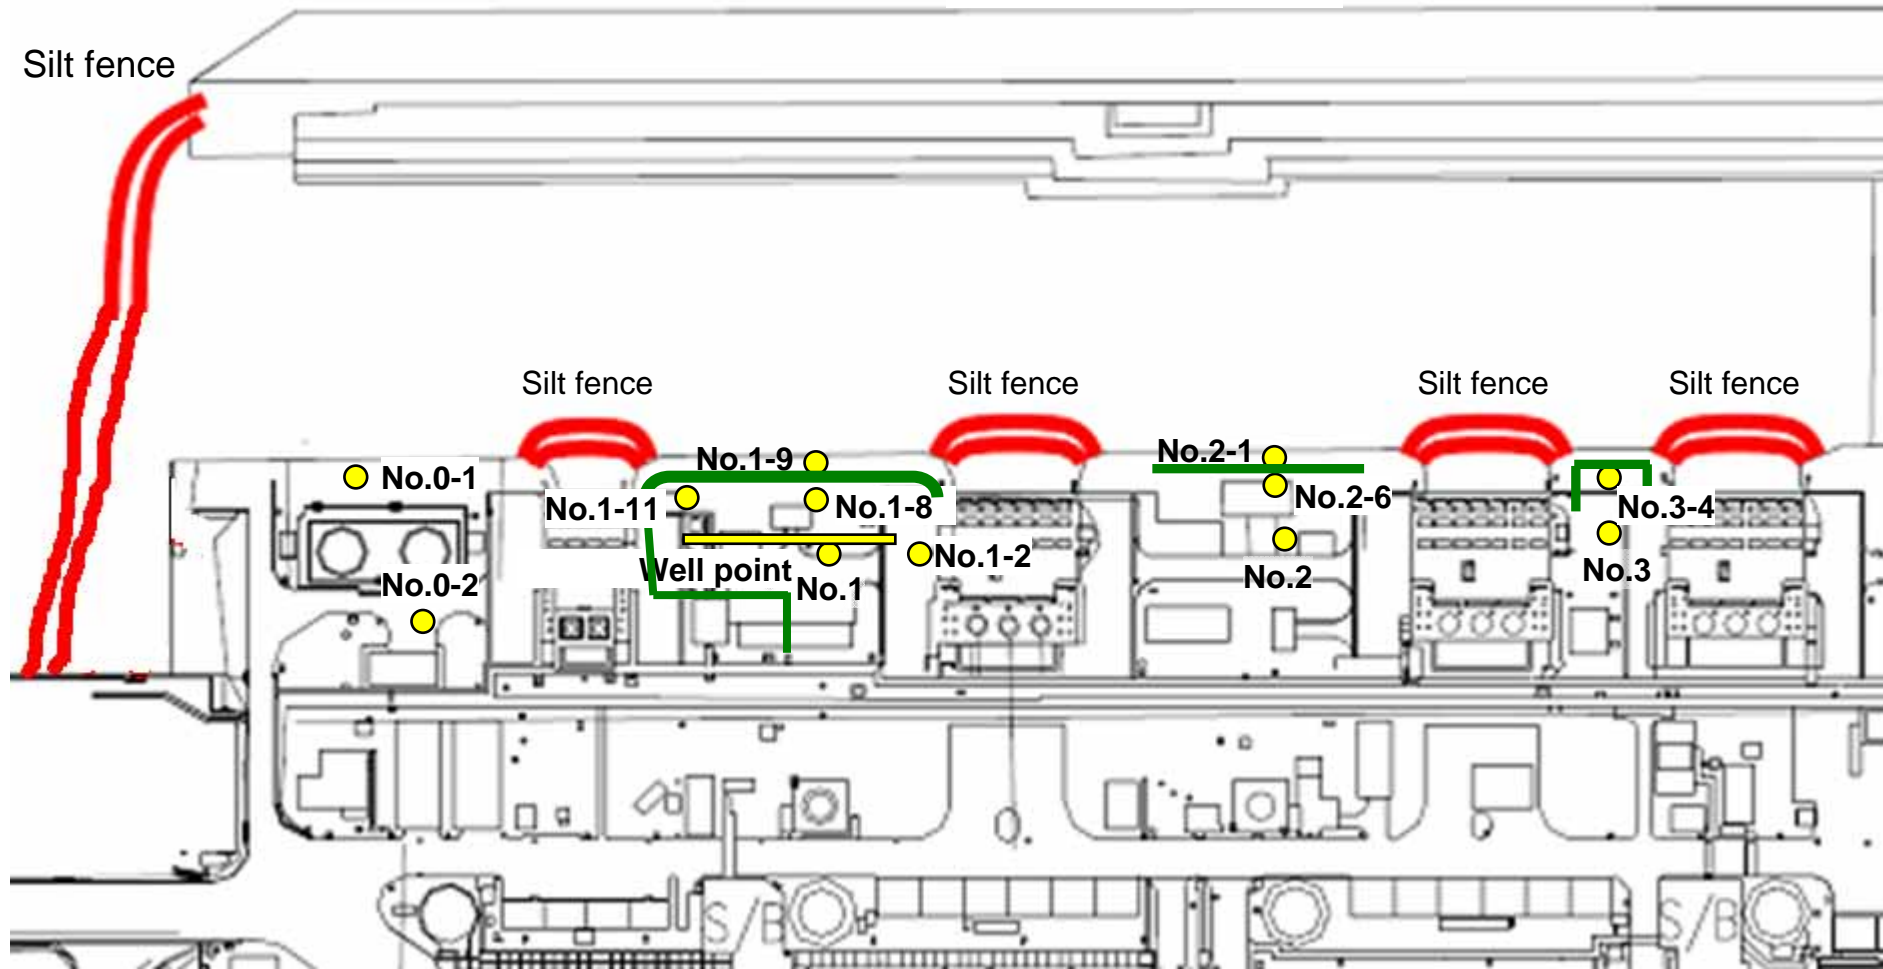 Silt fence
Silt fence
Silt fence
Silt fence
Silt fence
No.1-9
No.2-1
No.0-1
No.1-11
No.1-8
No.2-6
No.3-4
No.1-2
Well point
No.1
No.2
No.3
No.0-2
S/B
S/B